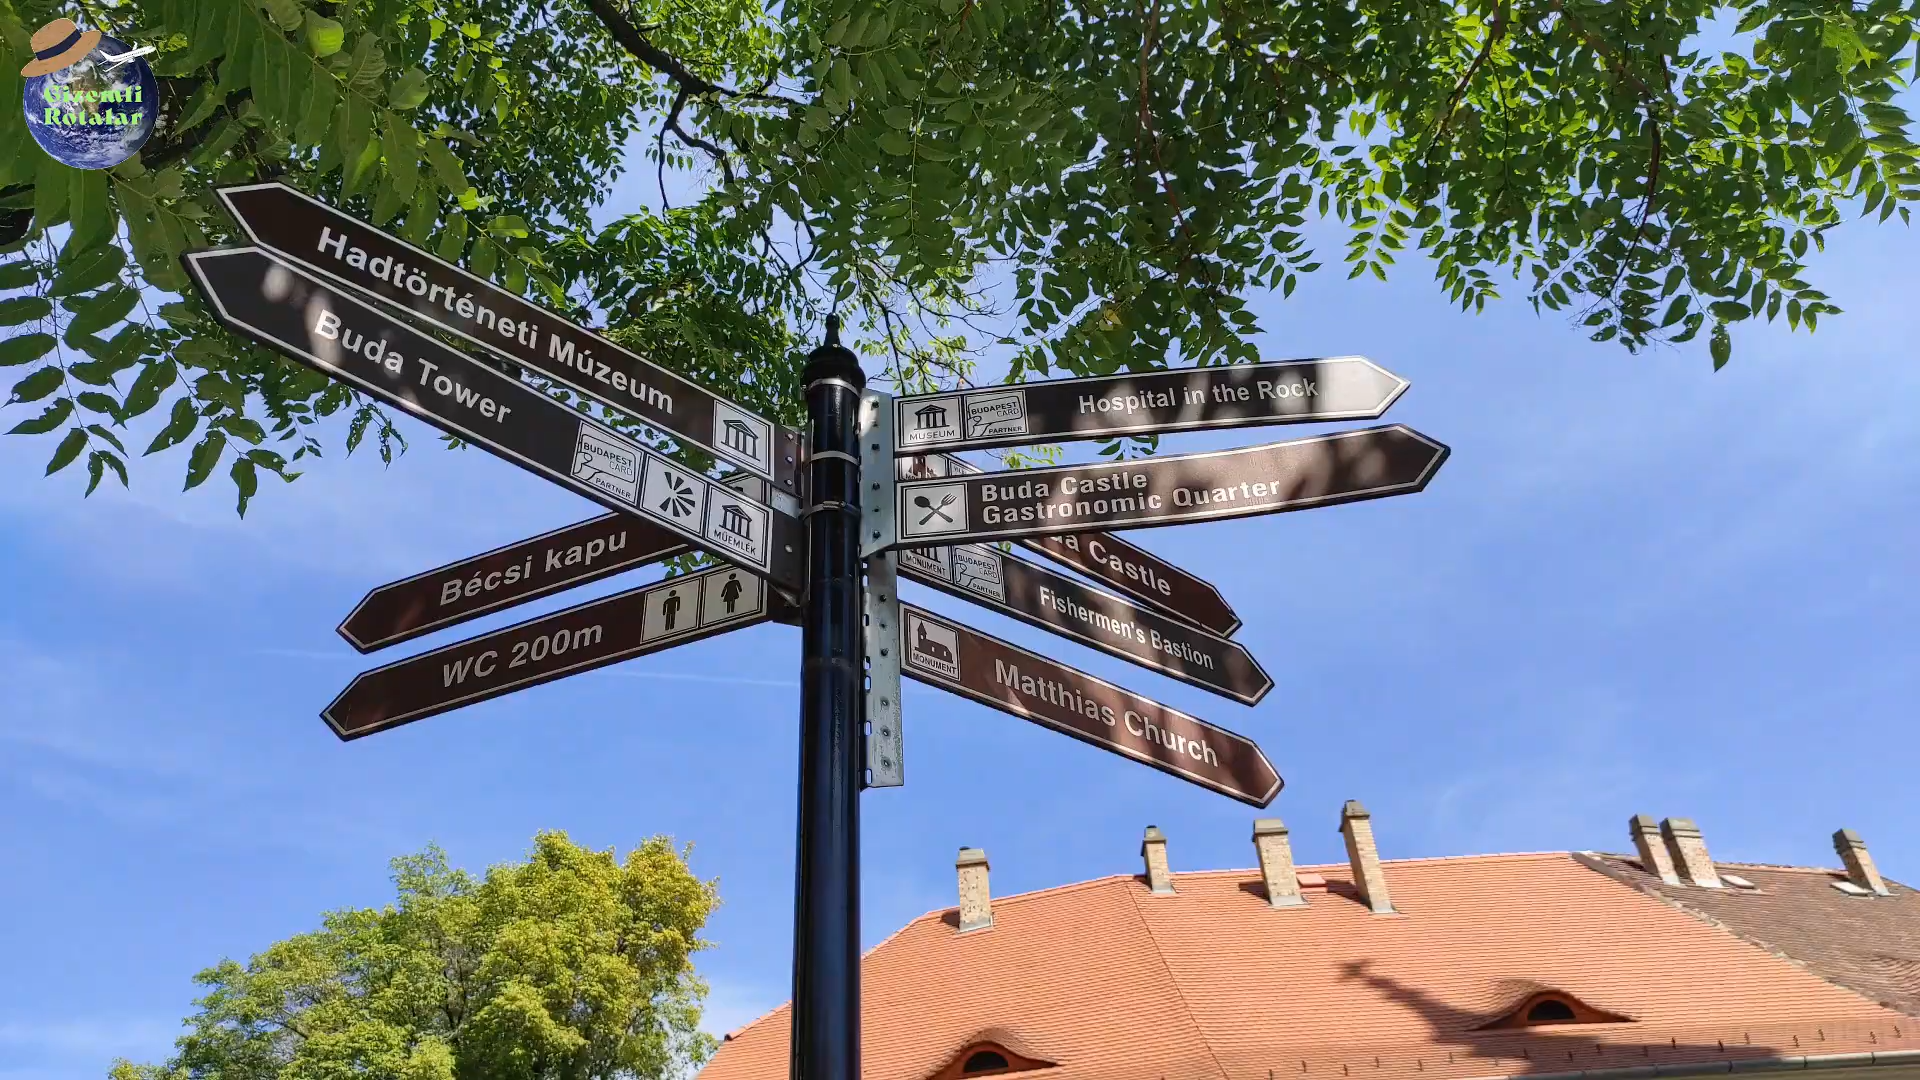 Gizemli
Rotalar
Hadtörténeti Múzeum
Buda Tower
BUDAPEST
CARD
PARTNER
MŰEMLÉK
Bécsi kapu
WC 200m
MUSEUM
BUDAPEST
CARD
PARTNER
Hospital in the Rock
Buda Castle
Gastronomic Quarter
Castle
MONUMENT
BUDAPEST
CARD
PARTNER
Fishermen's Bastion
MONUMENT
Matthias Church